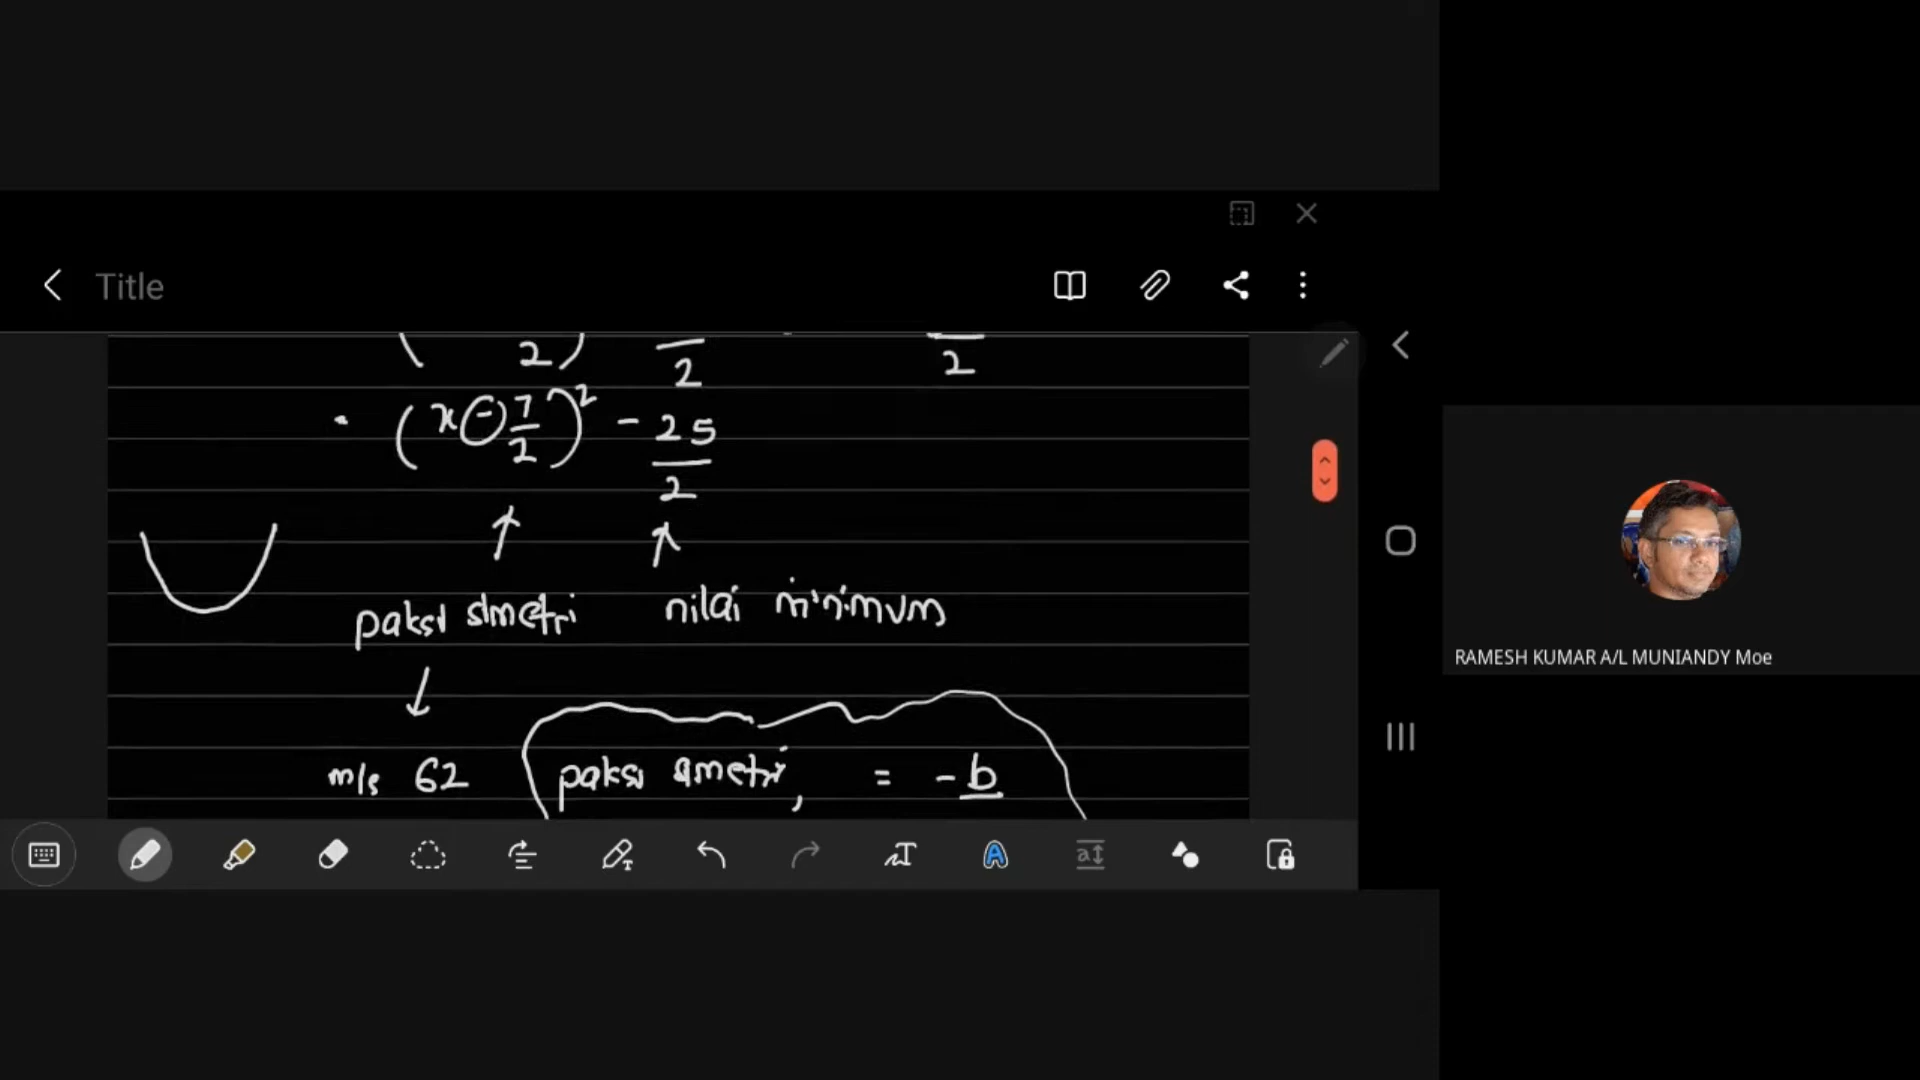 Title
( 2) 2 2
= (x - 7/2)² - 25/2
paksi simetri nilai minimum
m/s 62 paksi simetri, = -b
RAMESH KUMAR A/L MUNIANDY Moe